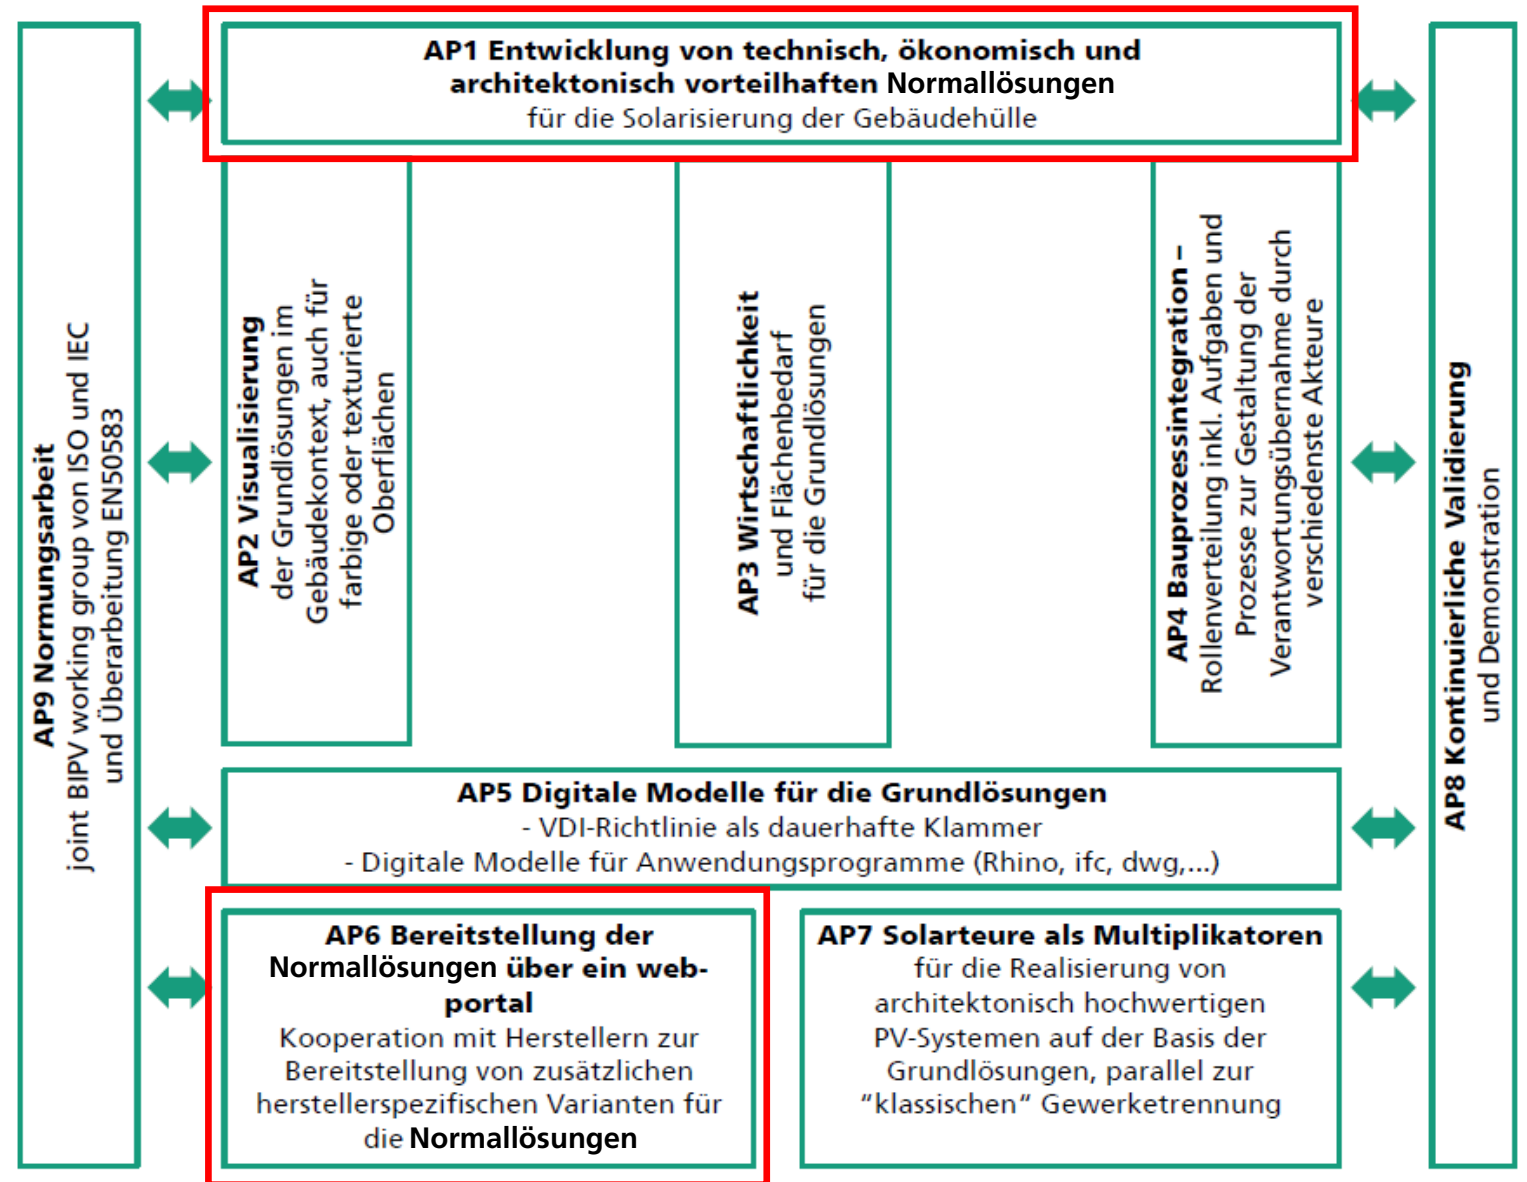 AP1 Entwicklung von technisch, ökonomisch und
architektonisch vorteilhaften Normallösungen
für die Solarisierung der Gebäudehülle
AP9 Normungsarbeit
joint BIPV working group von ISO und IEC
und Überarbeitung EN50583
AP2 Visualisierung
der Grundlösungen im
Gebäudekontext, auch für
farbige oder texturierte
Oberflächen
AP3 Wirtschaftlichkeit
und Flächenbedarf
für die Grundlösungen
AP4 Bauprozessintegration –
Rollenverteilung inkl. Aufgaben und
Prozesse zur Gestaltung der
Verantwortungsübernahme durch
verschiedenste Akteure
AP8 Kontinuierliche Validierung
und Demonstration
AP5 Digitale Modelle für die Grundlösungen
- VDI-Richtlinie als dauerhafte Klammer
- Digitale Modelle für Anwendungsprogramme (Rhino, ifc, dwg,...)
AP6 Bereitstellung der
Normallösungen über ein web-
portal
Kooperation mit Herstellern zur
Bereitstellung von zusätzlichen
herstellerspezifischen Varianten für
die Normallösungen
AP7 Solarteure als Multiplikatoren
für die Realisierung von
architektonisch hochwertigen
PV-Systemen auf der Basis der
Grundlösungen, parallel zur
“klassischen“ Gewerketrennung